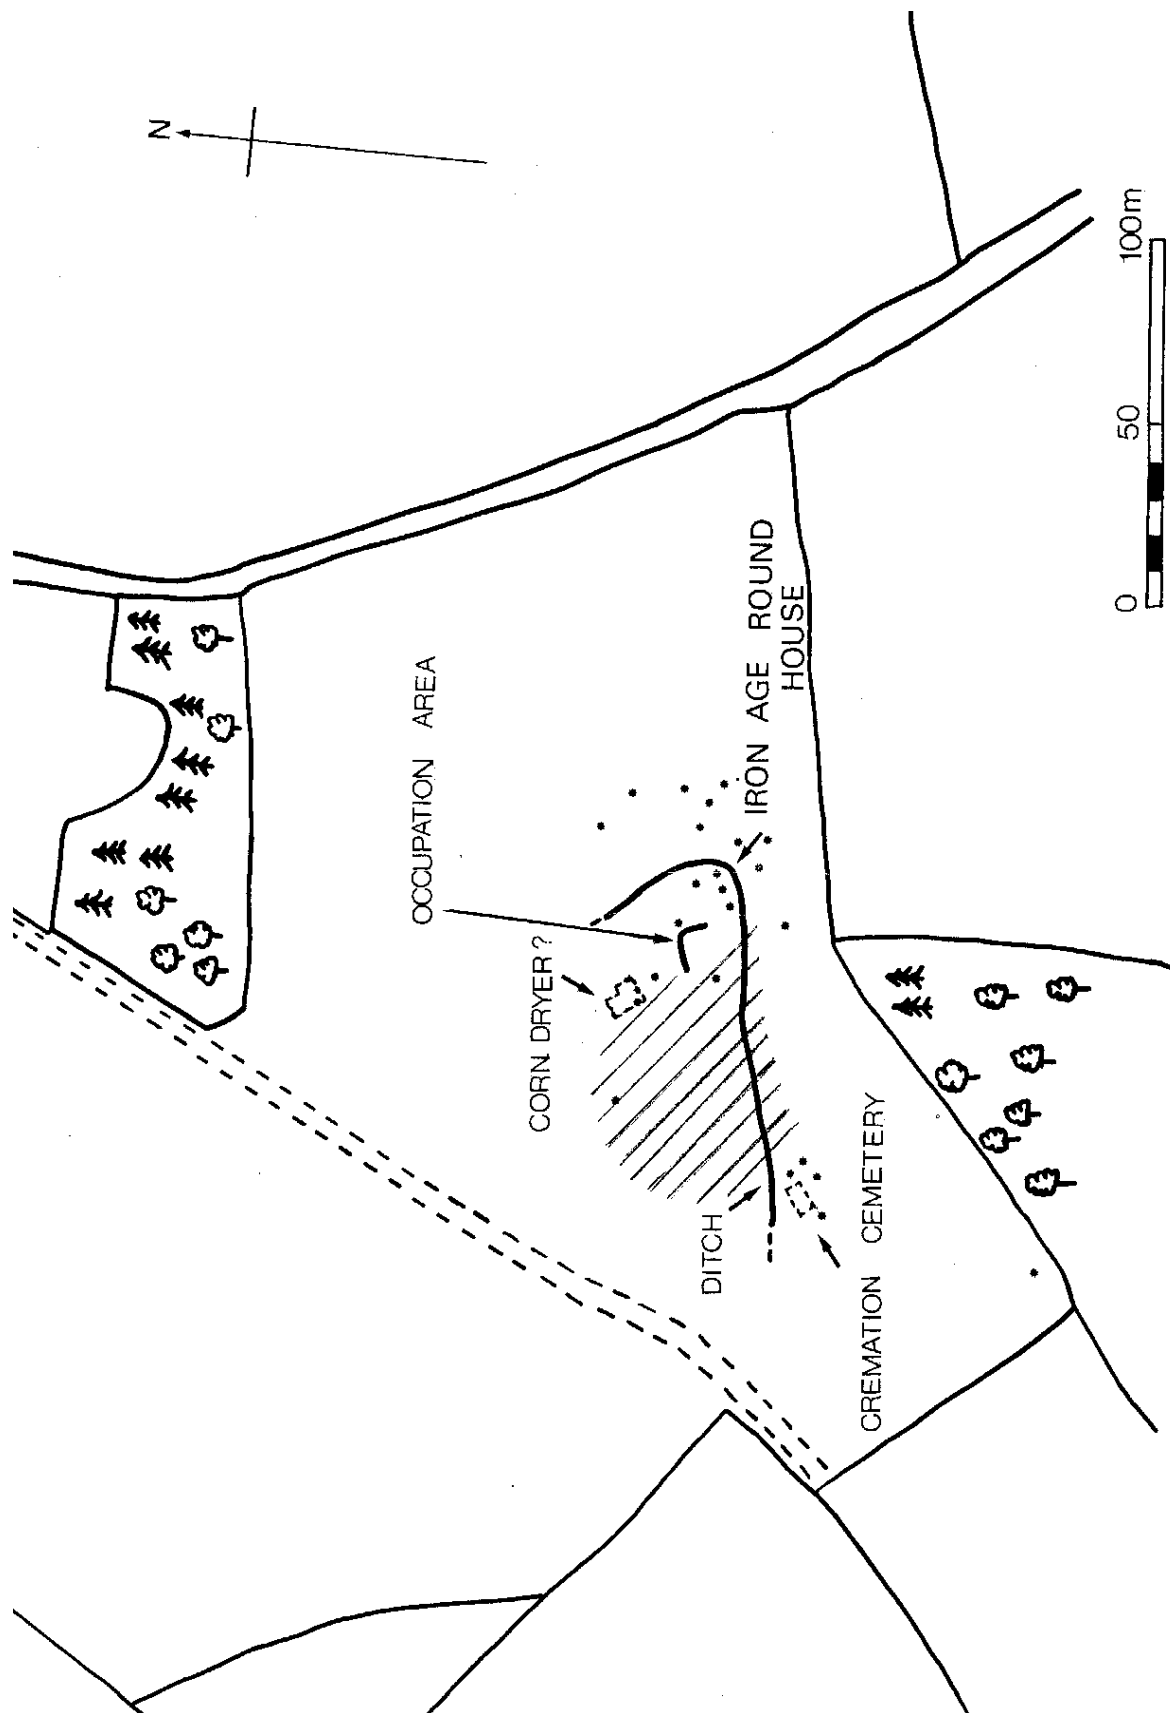 N
OCCUPATION AREA
CORN DRYER?
IRON AGE ROUND
HOUSE
DITCH
CREMATION CEMETERY
0 50 100m